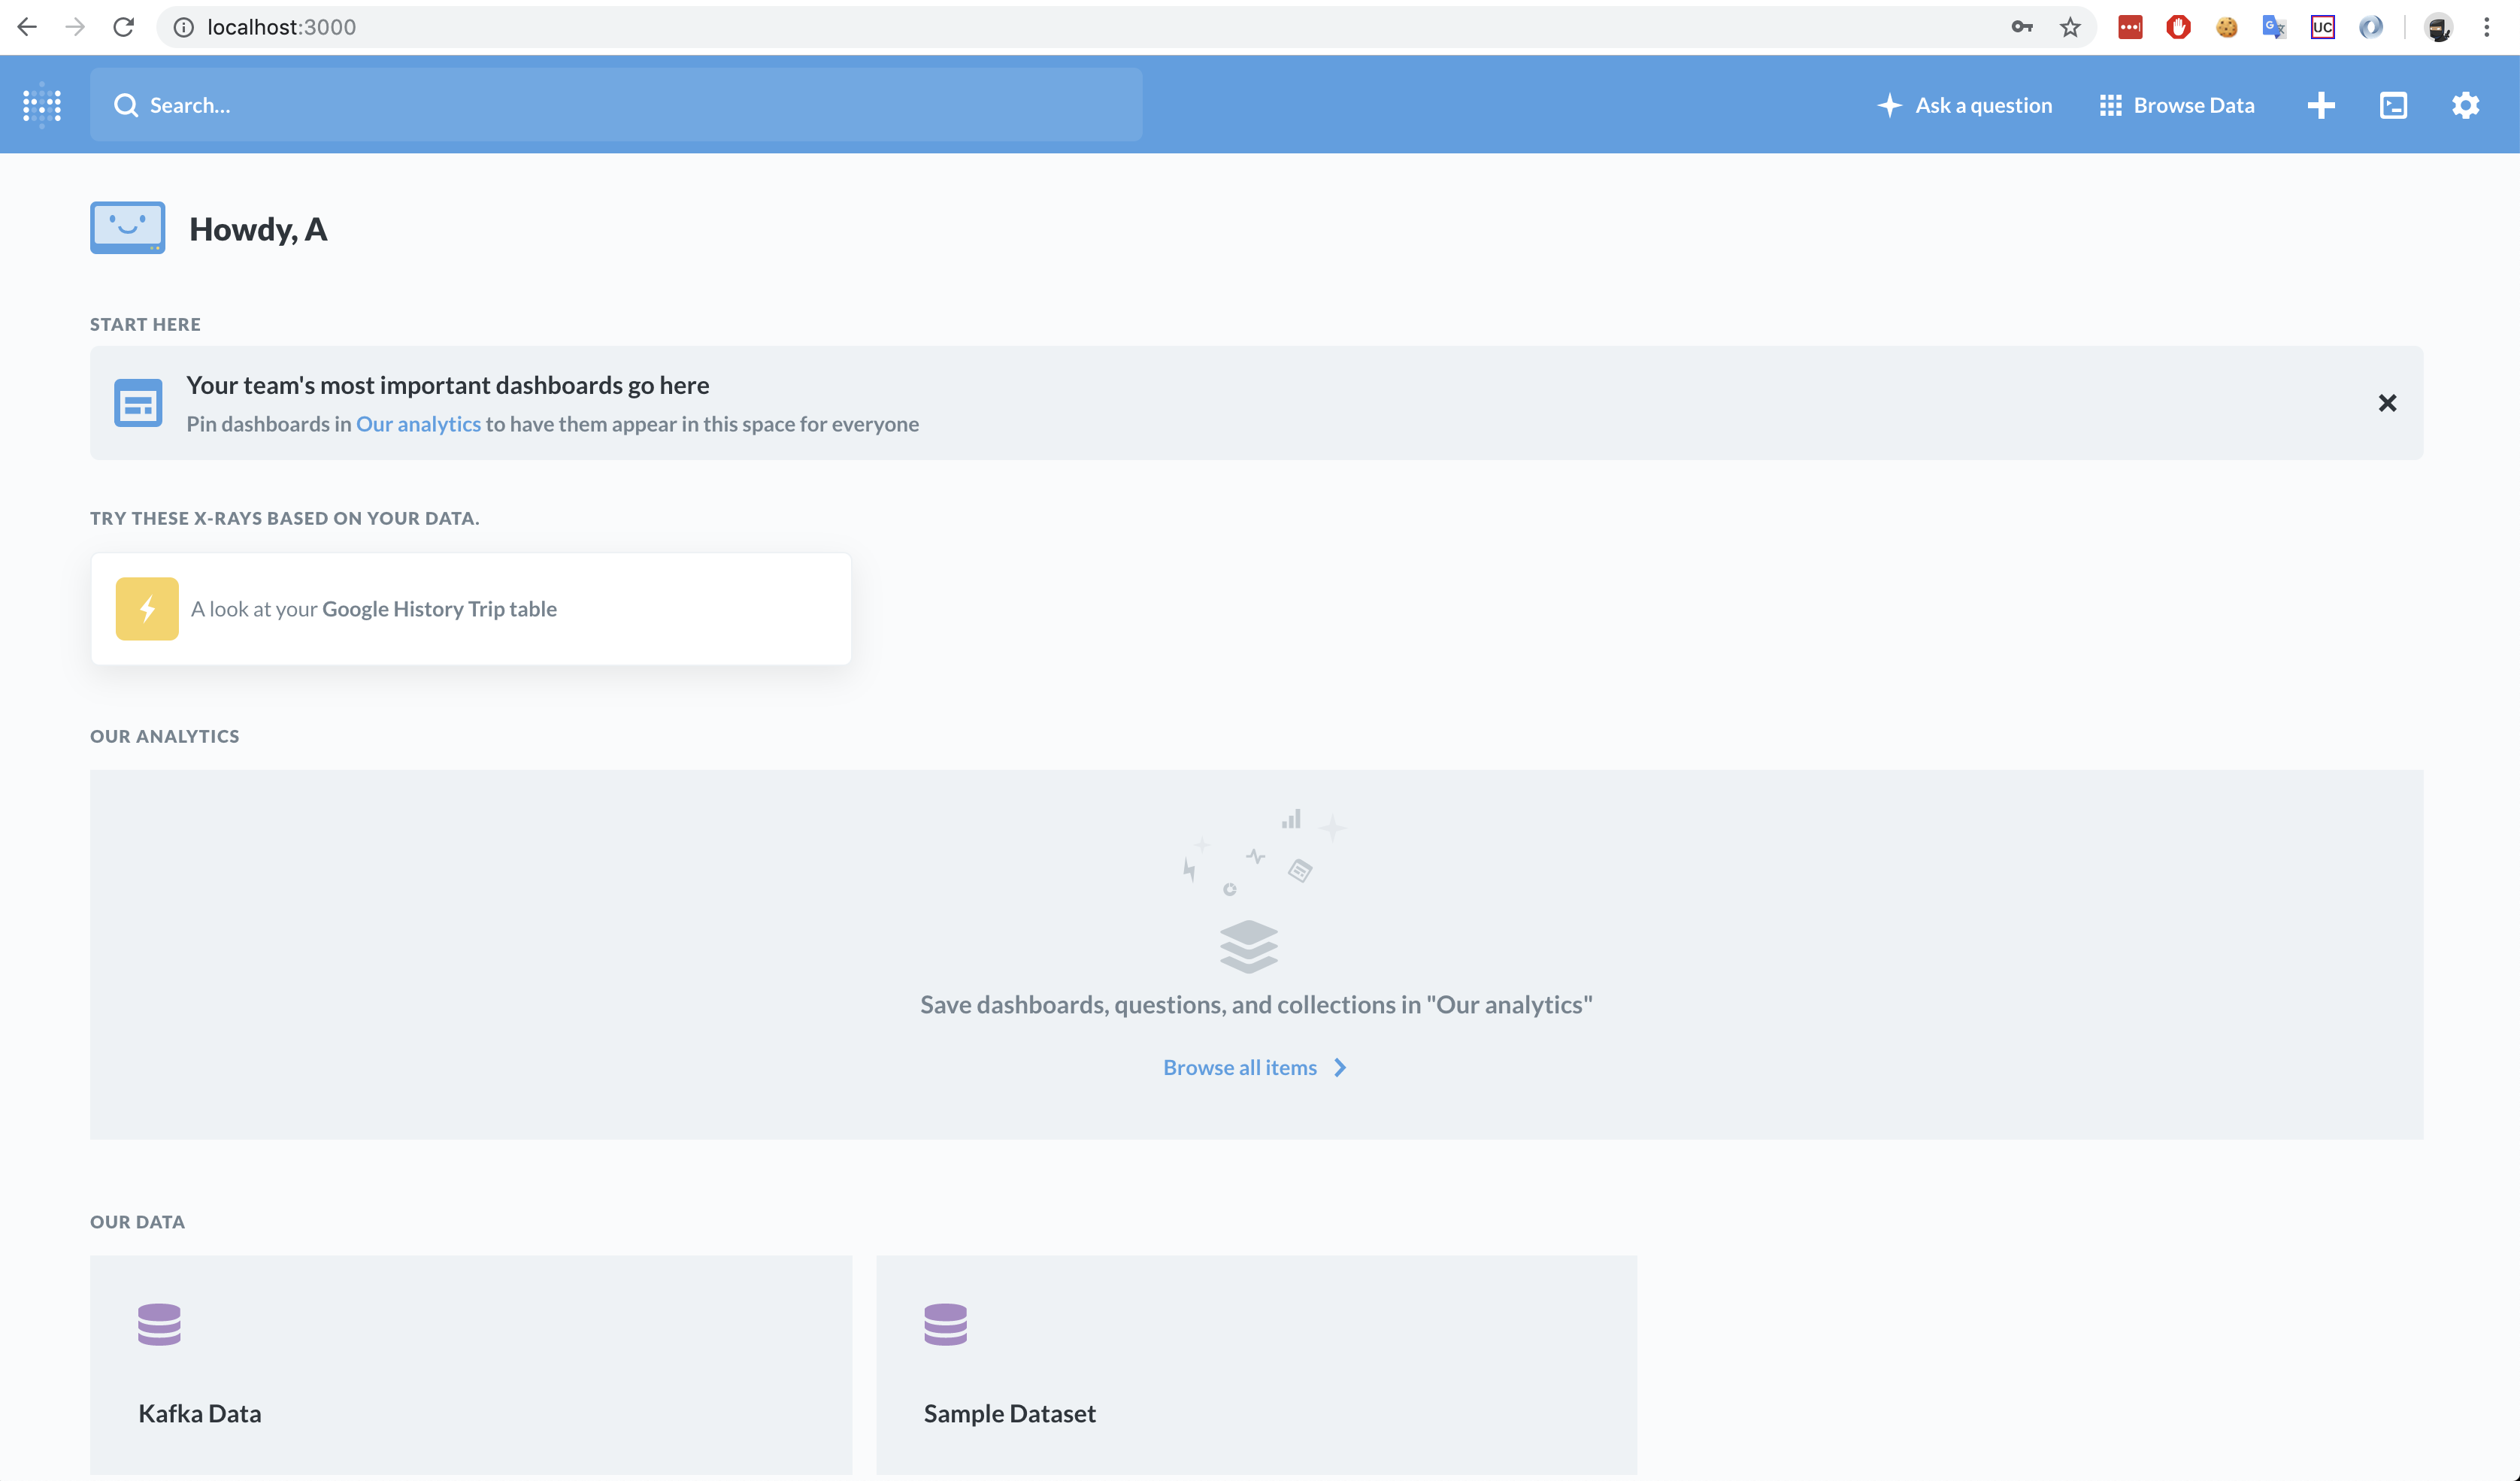 localhost:3000
UC
Search...
Ask a question
Browse Data
Howdy, A
START HERE
Your team's most important dashboards go here
Pin dashboards in Our analytics to have them appear in this space for everyone
TRY THESE X-RAYS BASED ON YOUR DATA.
A look at your Google History Trip table
OUR ANALYTICS
Save dashboards, questions, and collections in "Our analytics"
Browse all items
OUR DATA
Kafka Data
Sample Dataset